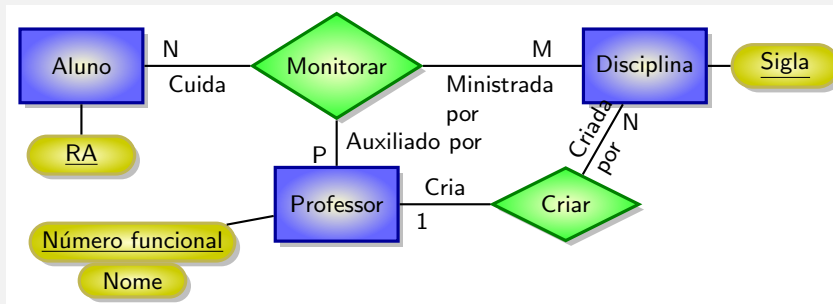 N
M
Aluno
Monitorar
Disciplina
Sigla
Cuida
Ministrada
por
Criada
por
N
RA
P
Auxiliado por
Cria
Professor
Criar
1
Número funcional
Nome